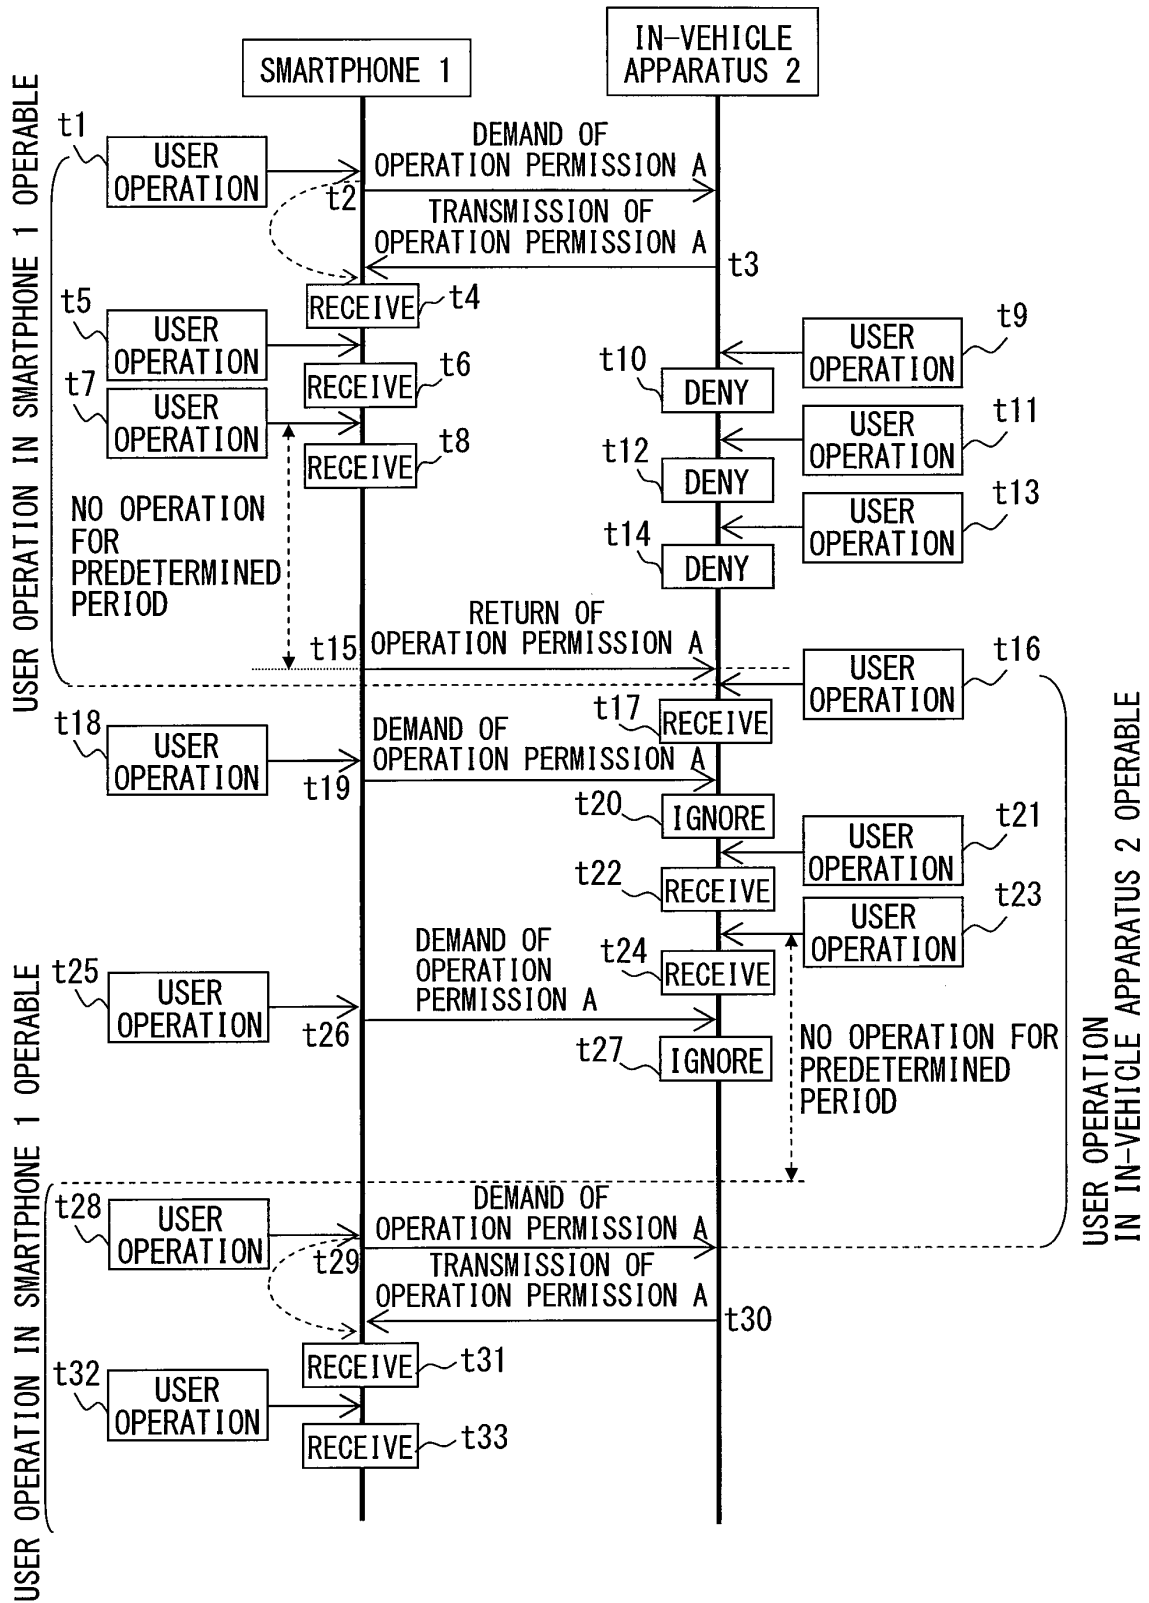 SMARTPHONE 1
IN-VEHICLE
APPARATUS 2
USER OPERATION IN SMARTPHONE 1 OPERABLE
t1
USER
OPERATION
DEMAND OF
OPERATION PERMISSION A
t2
TRANSMISSION OF
OPERATION PERMISSION A
t3
RECEIVE
t4
t5
USER
OPERATION
RECEIVE
t6
t7
USER
OPERATION
RECEIVE
t8
USER
OPERATION
t9
t10
DENY
USER
OPERATION
t11
t12
DENY
USER
OPERATION
t13
t14
DENY
NO OPERATION
FOR
PREDETERMINED
PERIOD
t15
RETURN OF
OPERATION PERMISSION A
USER
OPERATION
t16
t17
RECEIVE
t18
USER
OPERATION
t19
DEMAND OF
OPERATION PERMISSION A
t20
IGNORE
USER
OPERATION
t21
t22
RECEIVE
USER
OPERATION
t23
t24
RECEIVE
t25
USER
OPERATION
t26
DEMAND OF
OPERATION
PERMISSION A
t27
IGNORE
NO OPERATION FOR
PREDETERMINED
PERIOD
USER OPERATION
IN IN-VEHICLE APPARATUS 2 OPERABLE
USER OPERATION IN SMARTPHONE 1 OPERABLE
t28
USER
OPERATION
t29
DEMAND OF
OPERATION PERMISSION A
TRANSMISSION OF
OPERATION PERMISSION A
t30
RECEIVE
t31
t32
USER
OPERATION
RECEIVE
t33